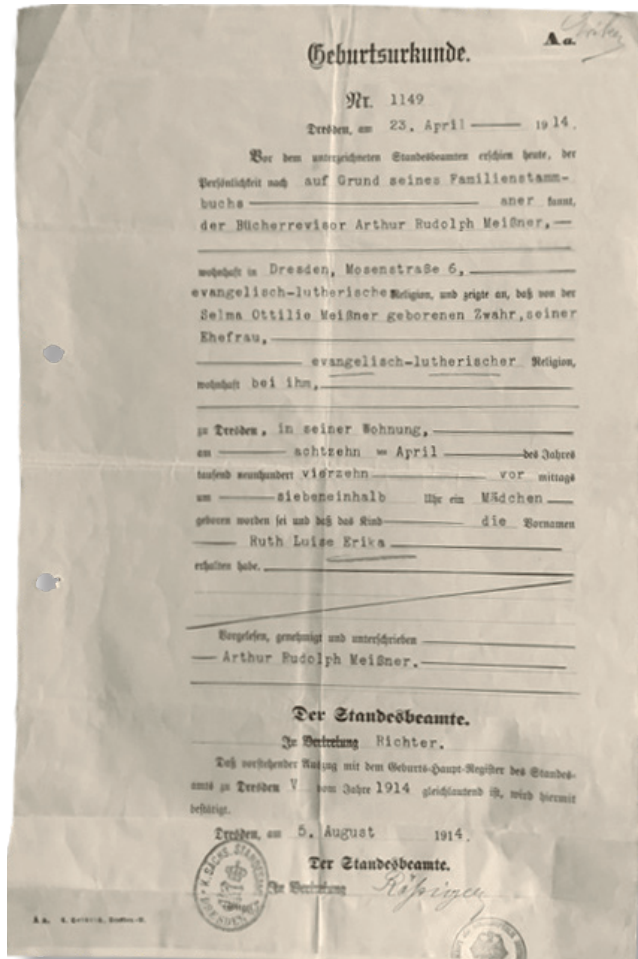 Aa.
Geburtsurkunde.
Nr. 1149
Dresden, am 23. April 1914.
Vor dem unterzeichneten Standesbeamten erschien heute, der
Persönlichkeit nach auf Grund seines Familienstamm-
buchs aner kannt,
der Bücherrevisor Arthur Rudolph Meißner,
wohnhaft in Dresden, Mosenstraße 6,
evangelisch-lutherische Religion, und zeigte an, daß von der
Selma Ottilie Meißner geborenen Zwahr, seiner
Ehefrau,
evangelisch-lutherischer Religion,
wohnhaft bei ihm,
zu Dresden, in seiner Wohnung,
am achtzehn - April des Jahres
tausend neunhundert vierzehn vor mittags
um siebeneinhalb Uhr ein Mädchen
geboren worden sei und daß das Kind die Vornamen
Ruth Luise Erika
erhalten habe.
Vorgelesen, genehmigt und unterschrieben
Arthur Rudolph Meißner.
Der Standesbeamte.
In Vertretung Richter.
Daß vorstehender Auszug mit dem Geburts-Haupt-Register des Standes-
amts zu Dresden V vom Jahre 1914 gleichlautend ist, wird hiermit
bestätigt.
Dresden, am 5. August 1914.
Der Standesbeamte.
In Vertretung
K. SÄCHS. STANDESAMT
DRESDEN
Aa.